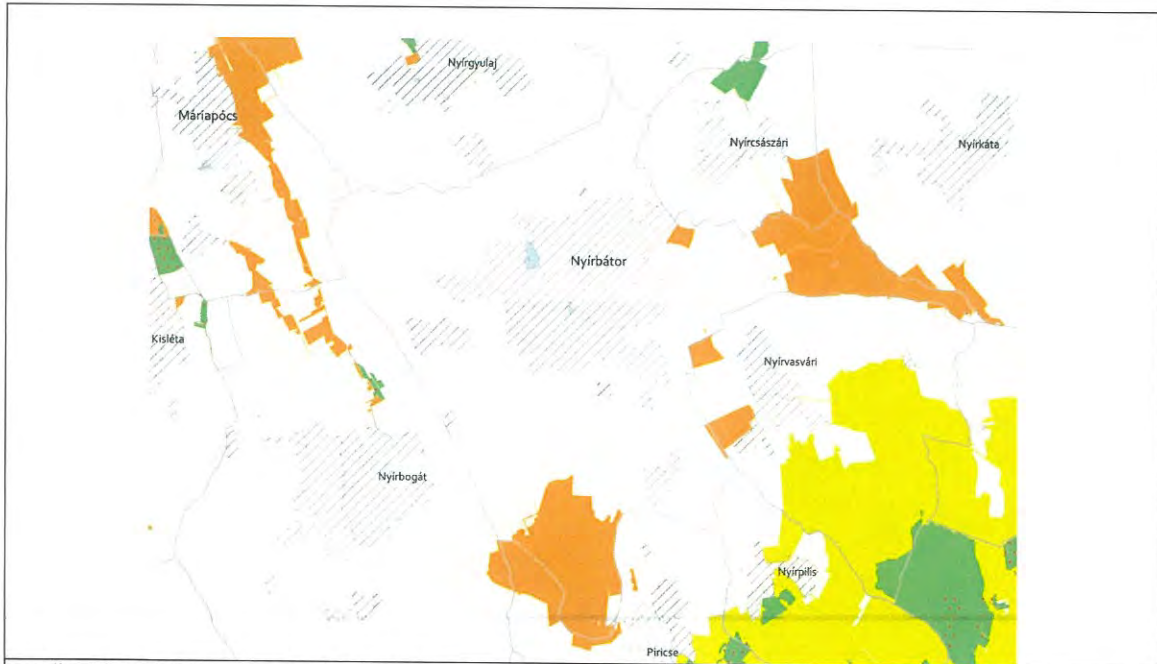 Nyírgyulaj
Máriapócs
Nyírcsászári
Nyírkáta
Nyírbátor
Kisléta
Nyírvasvári
Nyírbogát
Nyírpilis
Piricse